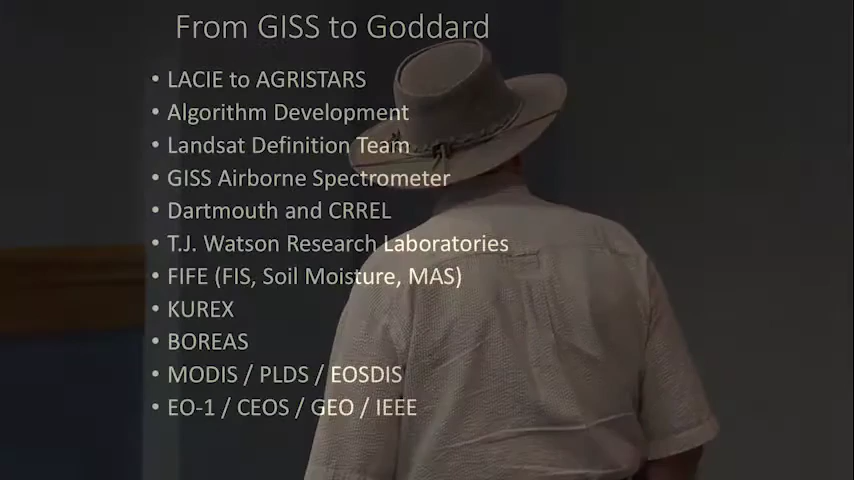 From GISS to Goddard
• LACIE to AGRISTARS
• Algorithm Development
• Landsat Definition Team
• GISS Airborne Spectrometer
• Dartmouth and CRREL
• T.J. Watson Research Laboratories
• FIFE (FIS, Soil Moisture, MAS)
• KUREX
• BOREAS
• MODIS / PLDS / EOSDIS
• EO-1 / CEOS / GEO / IEEE